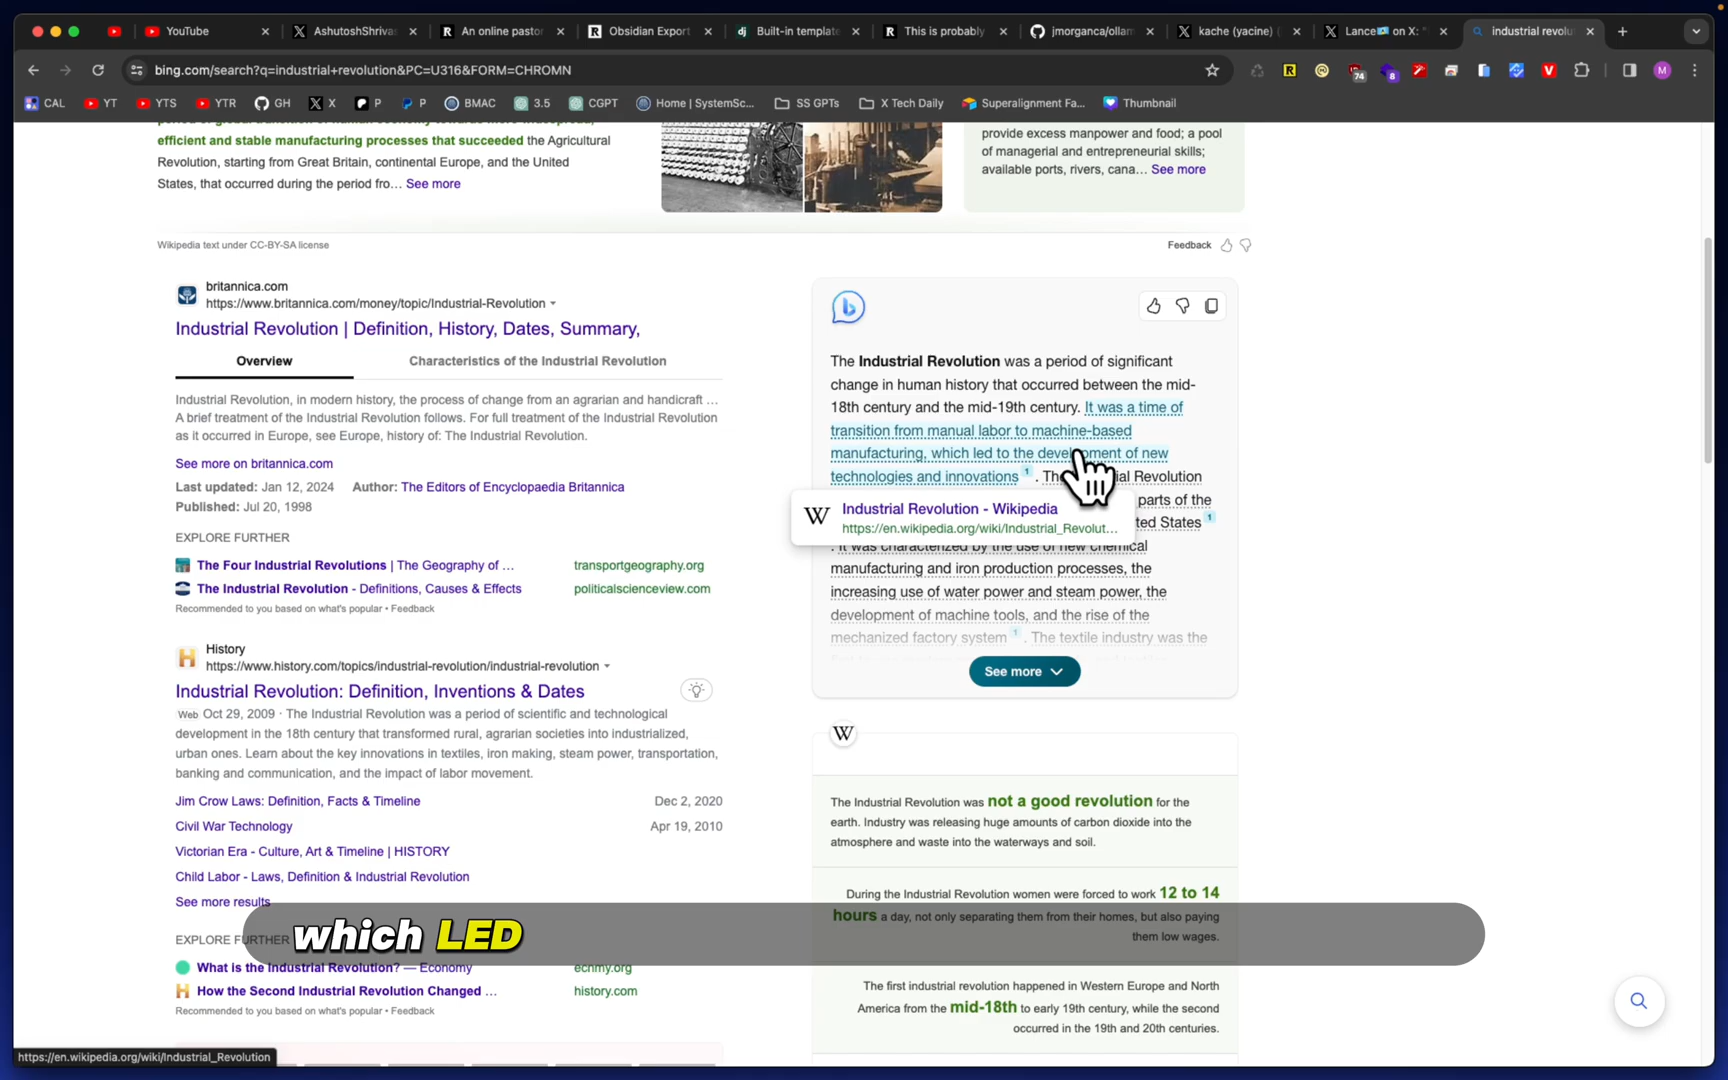 YouTube
AshutoshShrivas
An online pastor
Obsidian Export
Built-in template
This is probably
jmorganca/ollam
kache (yacine) (
Lance on X: "
industrial revolu
bing.com/search?q=industrial+revolution&PC=U316&FORM=CHROMN
74
8
M
CAL
YT
YTS
YTR
GH
X
P
P
BMAC
3.5
CGPT
Home | SystemSc...
SS GPTs
X Tech Daily
Superalignment Fa...
Thumbnail
efficient and stable manufacturing processes that succeeded the Agricultural
Revolution, starting from Great Britain, continental Europe, and the United
States, that occurred during the period fro... See more
provide excess manpower and food; a pool
of managerial and entrepreneurial skills;
available ports, rivers, cana... See more
Wikipedia text under CC-BY-SA license
Feedback
britannica.com
https://www.britannica.com/money/topic/Industrial-Revolution
Industrial Revolution | Definition, History, Dates, Summary,
Overview
Characteristics of the Industrial Revolution
Industrial Revolution, in modern history, the process of change from an agrarian and handicraft ...
A brief treatment of the Industrial Revolution follows. For full treatment of the Industrial Revolution
as it occurred in Europe, see Europe, history of: The Industrial Revolution.
See more on britannica.com
Last updated: Jan 12, 2024 Author: The Editors of Encyclopaedia Britannica
Published: Jul 20, 1998
EXPLORE FURTHER
The Four Industrial Revolutions | The Geography of ... transportgeography.org
The Industrial Revolution - Definitions, Causes & Effects politicalscienceview.com
Recommended to you based on what's popular • Feedback
History
https://www.history.com/topics/industrial-revolution/industrial-revolution
Industrial Revolution: Definition, Inventions & Dates
Web Oct 29, 2009 · The Industrial Revolution was a period of scientific and technological
development in the 18th century that transformed rural, agrarian societies into industrialized,
urban ones. Learn about the key innovations in textiles, iron making, steam power, transportation,
banking and communication, and the impact of labor movement.
Jim Crow Laws: Definition, Facts & Timeline Dec 2, 2020
Civil War Technology Apr 19, 2010
Victorian Era - Culture, Art & Timeline | HISTORY
Child Labor - Laws, Definition & Industrial Revolution
See more results
EXPLORE FURTHER
What is the Industrial Revolution? — Economy ecnmy.org
How the Second Industrial Revolution Changed ... history.com
Recommended to you based on what's popular • Feedback
The Industrial Revolution was a period of significant
change in human history that occurred between the mid-
18th century and the mid-19th century. It was a time of
transition from manual labor to machine-based
manufacturing, which led to the development of new
technologies and innovations 1 . The ial Revolution
parts of the
ted States 1
Industrial Revolution - Wikipedia
https://en.wikipedia.org/wiki/Industrial_Revolut...
. It was characterized by the use of new chemical
manufacturing and iron production processes, the
increasing use of water power and steam power, the
development of machine tools, and the rise of the
mechanized factory system 1 . The textile industry was the
See more
W
The Industrial Revolution was not a good revolution for the
earth. Industry was releasing huge amounts of carbon dioxide into the
atmosphere and waste into the waterways and soil.
During the Industrial Revolution women were forced to work 12 to 14
hours a day, not only separating them from their homes, but also paying
them low wages.
The first industrial revolution happened in Western Europe and North
America from the mid-18th to early 19th century, while the second
occurred in the 19th and 20th centuries.
which LED
https://en.wikipedia.org/wiki/Industrial_Revolution